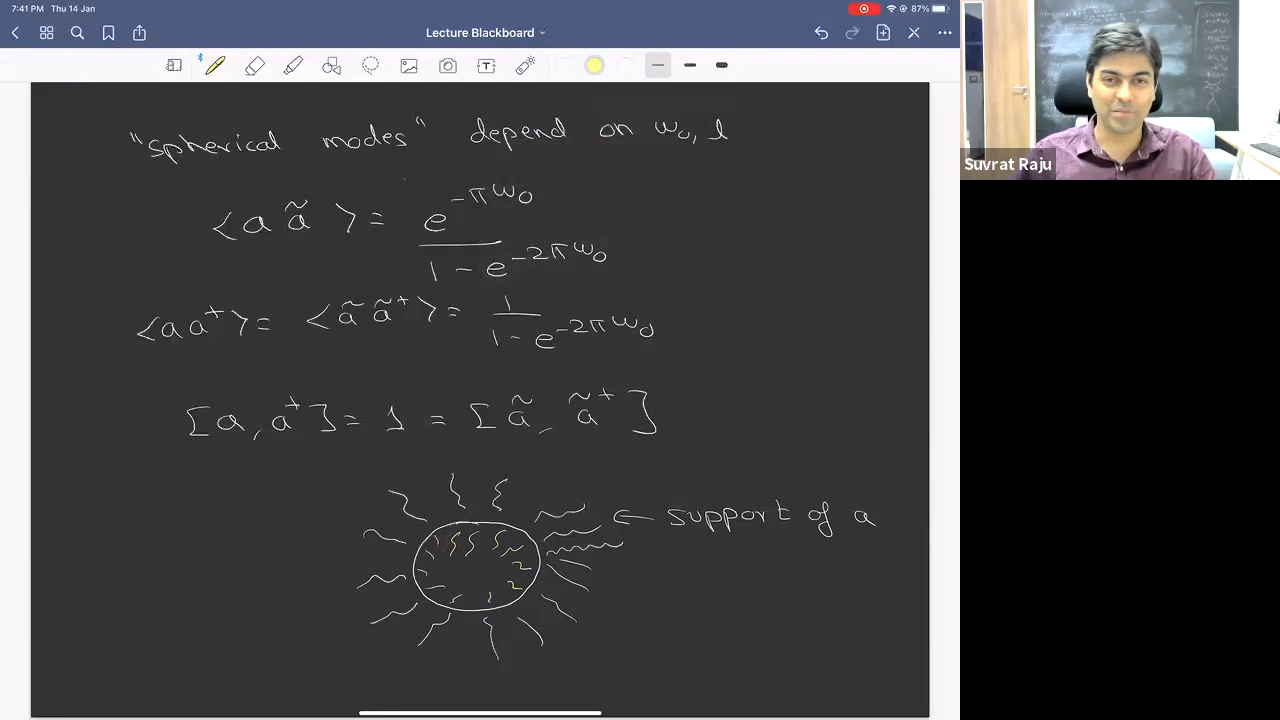 7:41 PM Thu 14 Jan
87%
Lecture Blackboard
T
"spherical modes" depend on ω₀, l
<a ã> = e^{-πω₀} / (1 - e^{-2πω₀})
<a a†> = <ã ㆠ> = 1 / (1 - e^{-2πω₀})
[a, a†] = 1 = [ã, ㆠ]
← support of a
Suvrat Raju